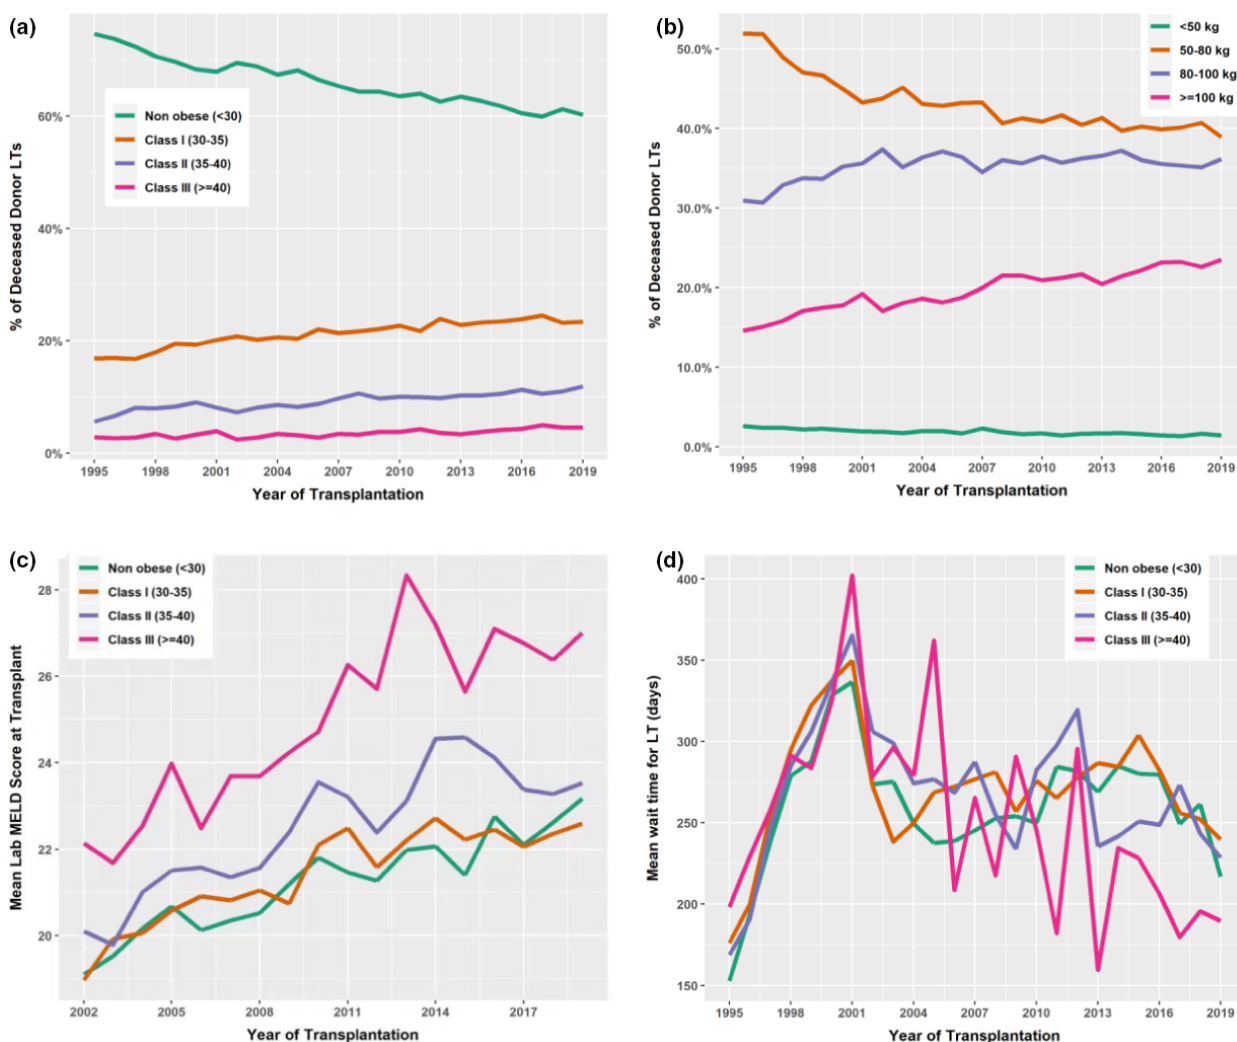 (a)
% of Deceased Donor LTs
60%
40%
20%
0%
Non obese (<30)
Class I (30-35)
Class II (35-40)
Class III (>=40)
1995 1998 2001 2004 2007 2010 2013 2016 2019
Year of Transplantation
(b)
% of Deceased Donor LTs
50.0%
40.0%
30.0%
20.0%
10.0%
0.0%
<50 kg
50-80 kg
80-100 kg
>=100 kg
1995 1998 2001 2004 2007 2010 2013 2016 2019
Year of Transplantation
(c)
Mean Lab MELD Score at Transplant
28
26
24
22
20
Non obese (<30)
Class I (30-35)
Class II (35-40)
Class III (>=40)
2002 2005 2008 2011 2014 2017
Year of Transplantation
(d)
Mean wait time for LT (days)
400
350
300
250
200
150
Non obese (<30)
Class I (30-35)
Class II (35-40)
Class III (>=40)
1995 1998 2001 2004 2007 2010 2013 2016 2019
Year of Transplantation